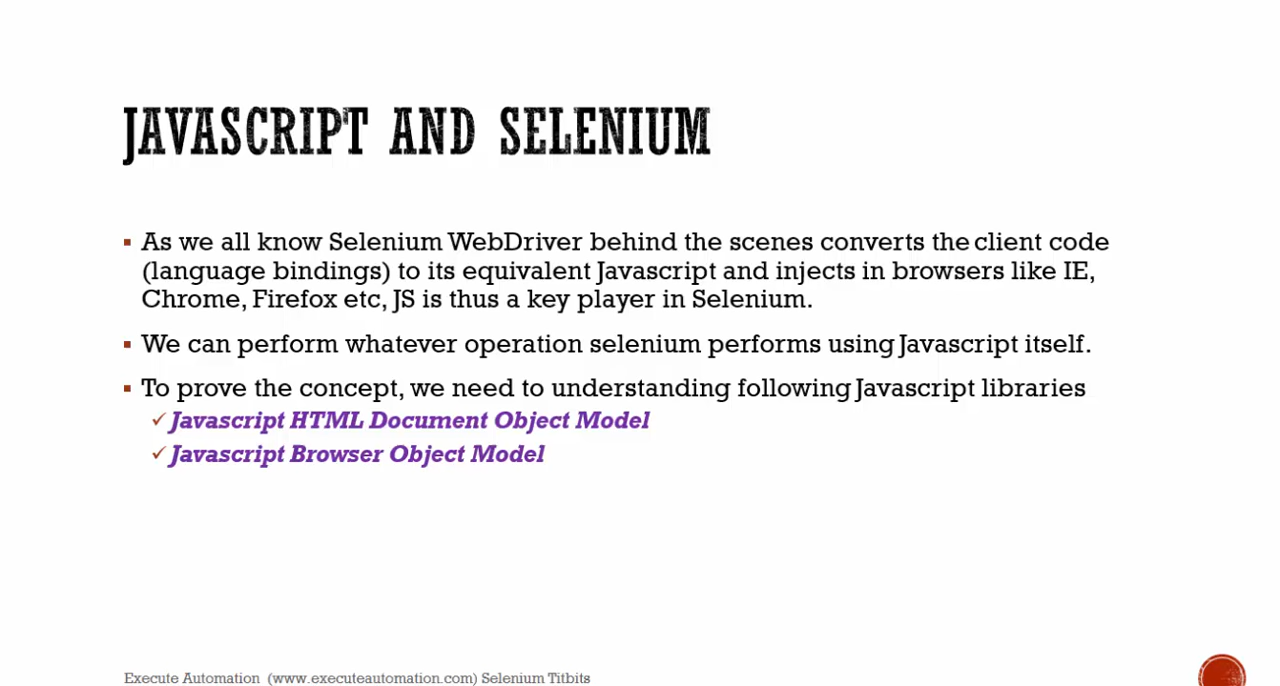 JAVASCRIPT AND SELENIUM
As we all know Selenium WebDriver behind the scenes converts the client code
(language bindings) to its equivalent Javascript and injects in browsers like IE,
Chrome, Firefox etc, JS is thus a key player in Selenium.
We can perform whatever operation selenium performs using Javascript itself.
To prove the concept, we need to understanding following Javascript libraries
Javascript HTML Document Object Model
Javascript Browser Object Model
Execute Automation (www.executeautomation.com) Selenium Titbits